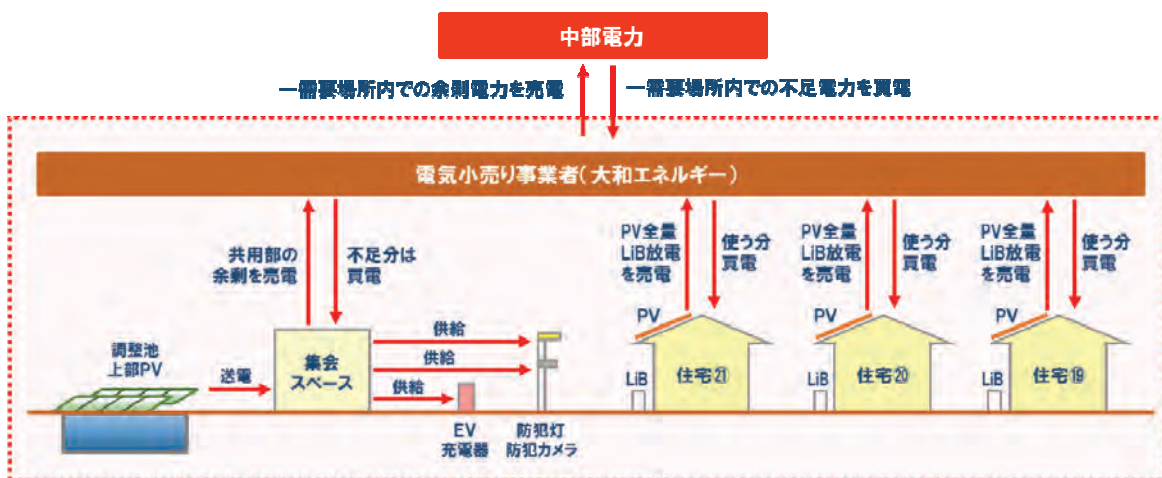 中部電力
一需要場所内での余剰電力を売電
一需要場所内での不足電力を買電
電気小売り事業者(大和エネルギー)
共用部の
余剰を売電
不足分は
買電
PV全量
LiB放電
を売電
使う分
買電
PV全量
LiB放電
を売電
使う分
買電
PV全量
LiB放電
を売電
使う分
買電
調整池
上部PV
送電
集会
スペース
供給
供給
供給
EV
充電器
防犯灯
防犯カメラ
PV
LiB
住宅㉑
PV
LiB
住宅⑳
PV
LiB
住宅⑲